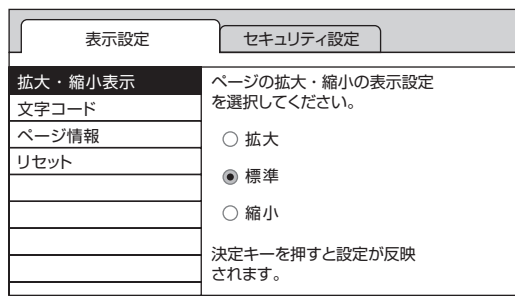 表示設定
セキュリティ設定
拡大・縮小表示
文字コード
ページ情報
リセット
ページの拡大・縮小の表示設定
を選択してください。
拡大
標準
縮小
決定キーを押すと設定が反映
されます。